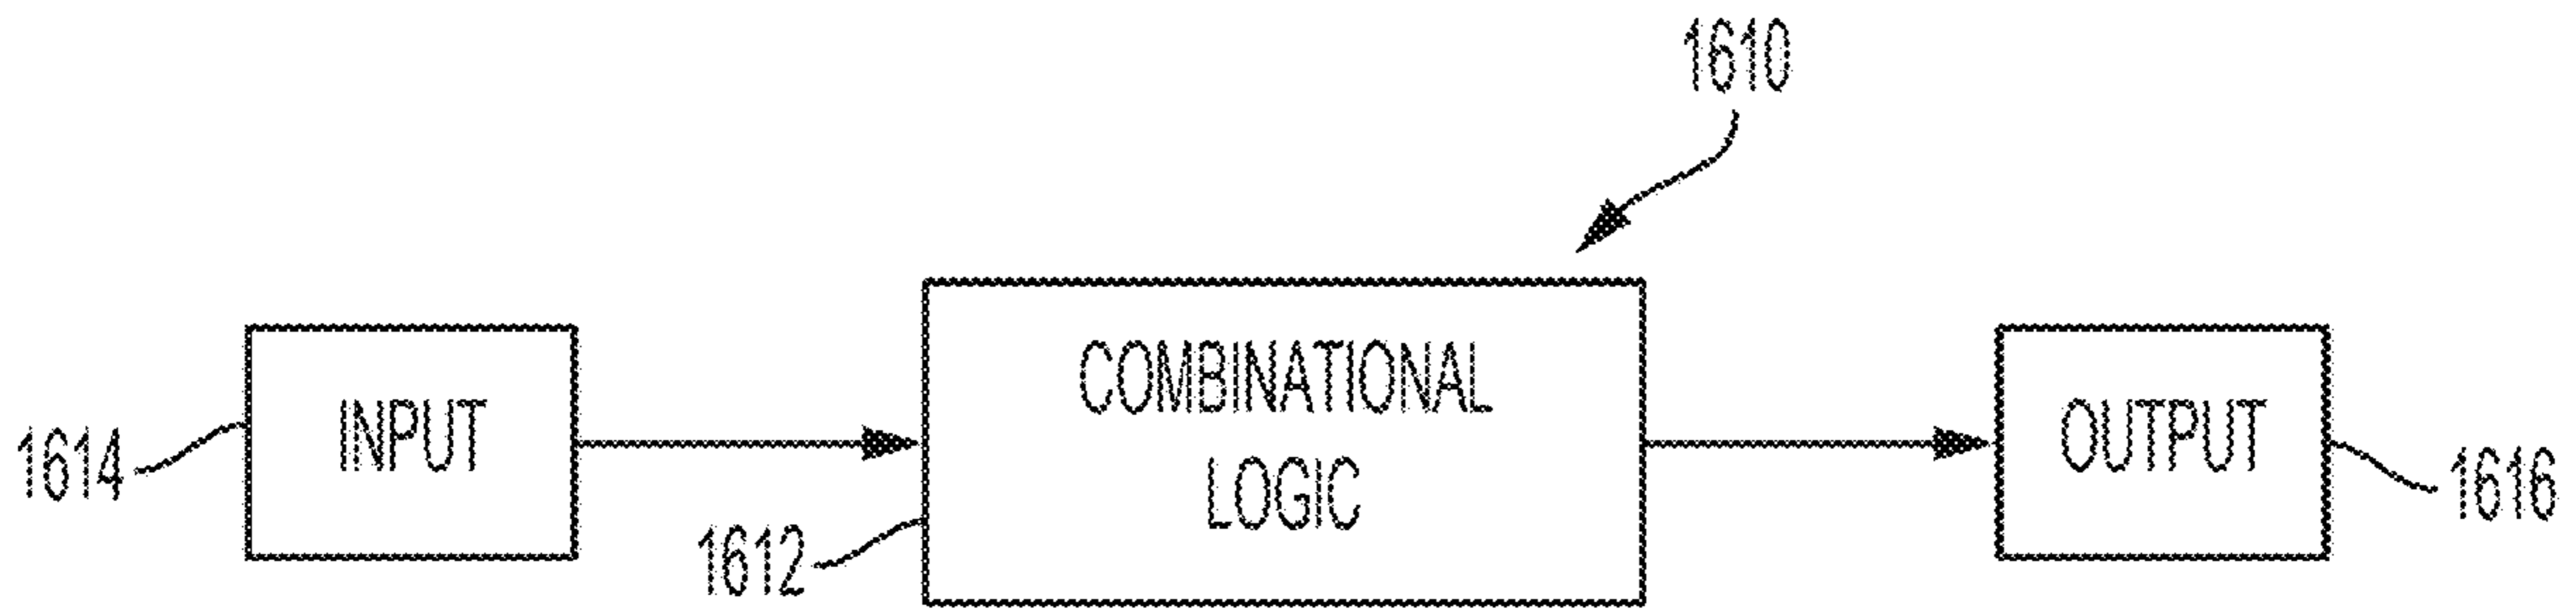 1610
COMBINATIONAL
LOGIC
INPUT
OUTPUT
1614
1612
1616